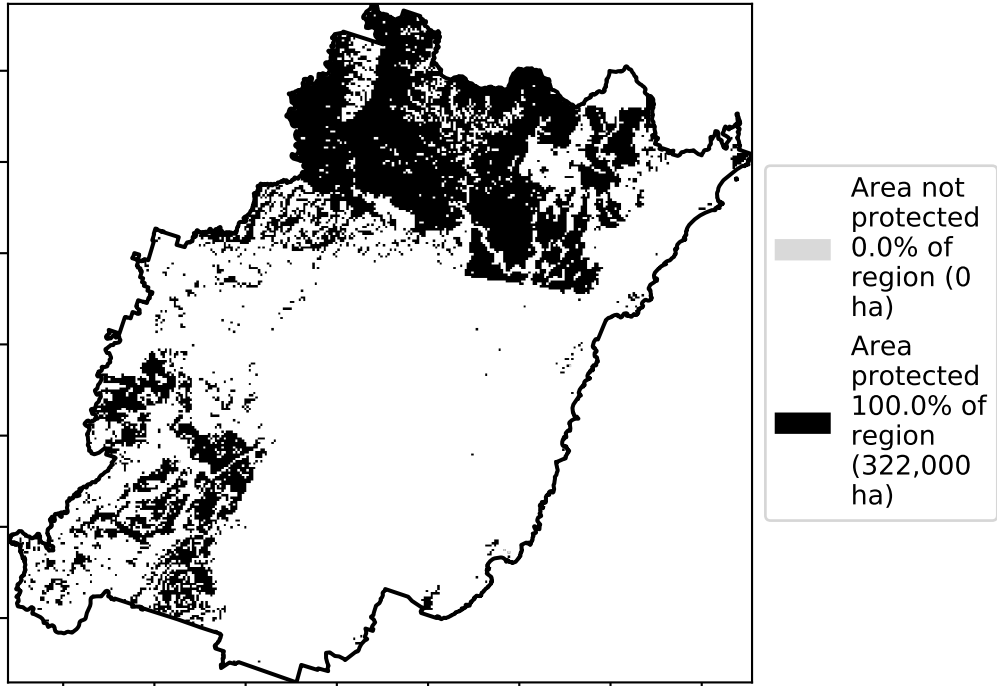 Area not
protected
0.0% of
region (0
ha)
Area
protected
100.0% of
region
(322,000
ha)